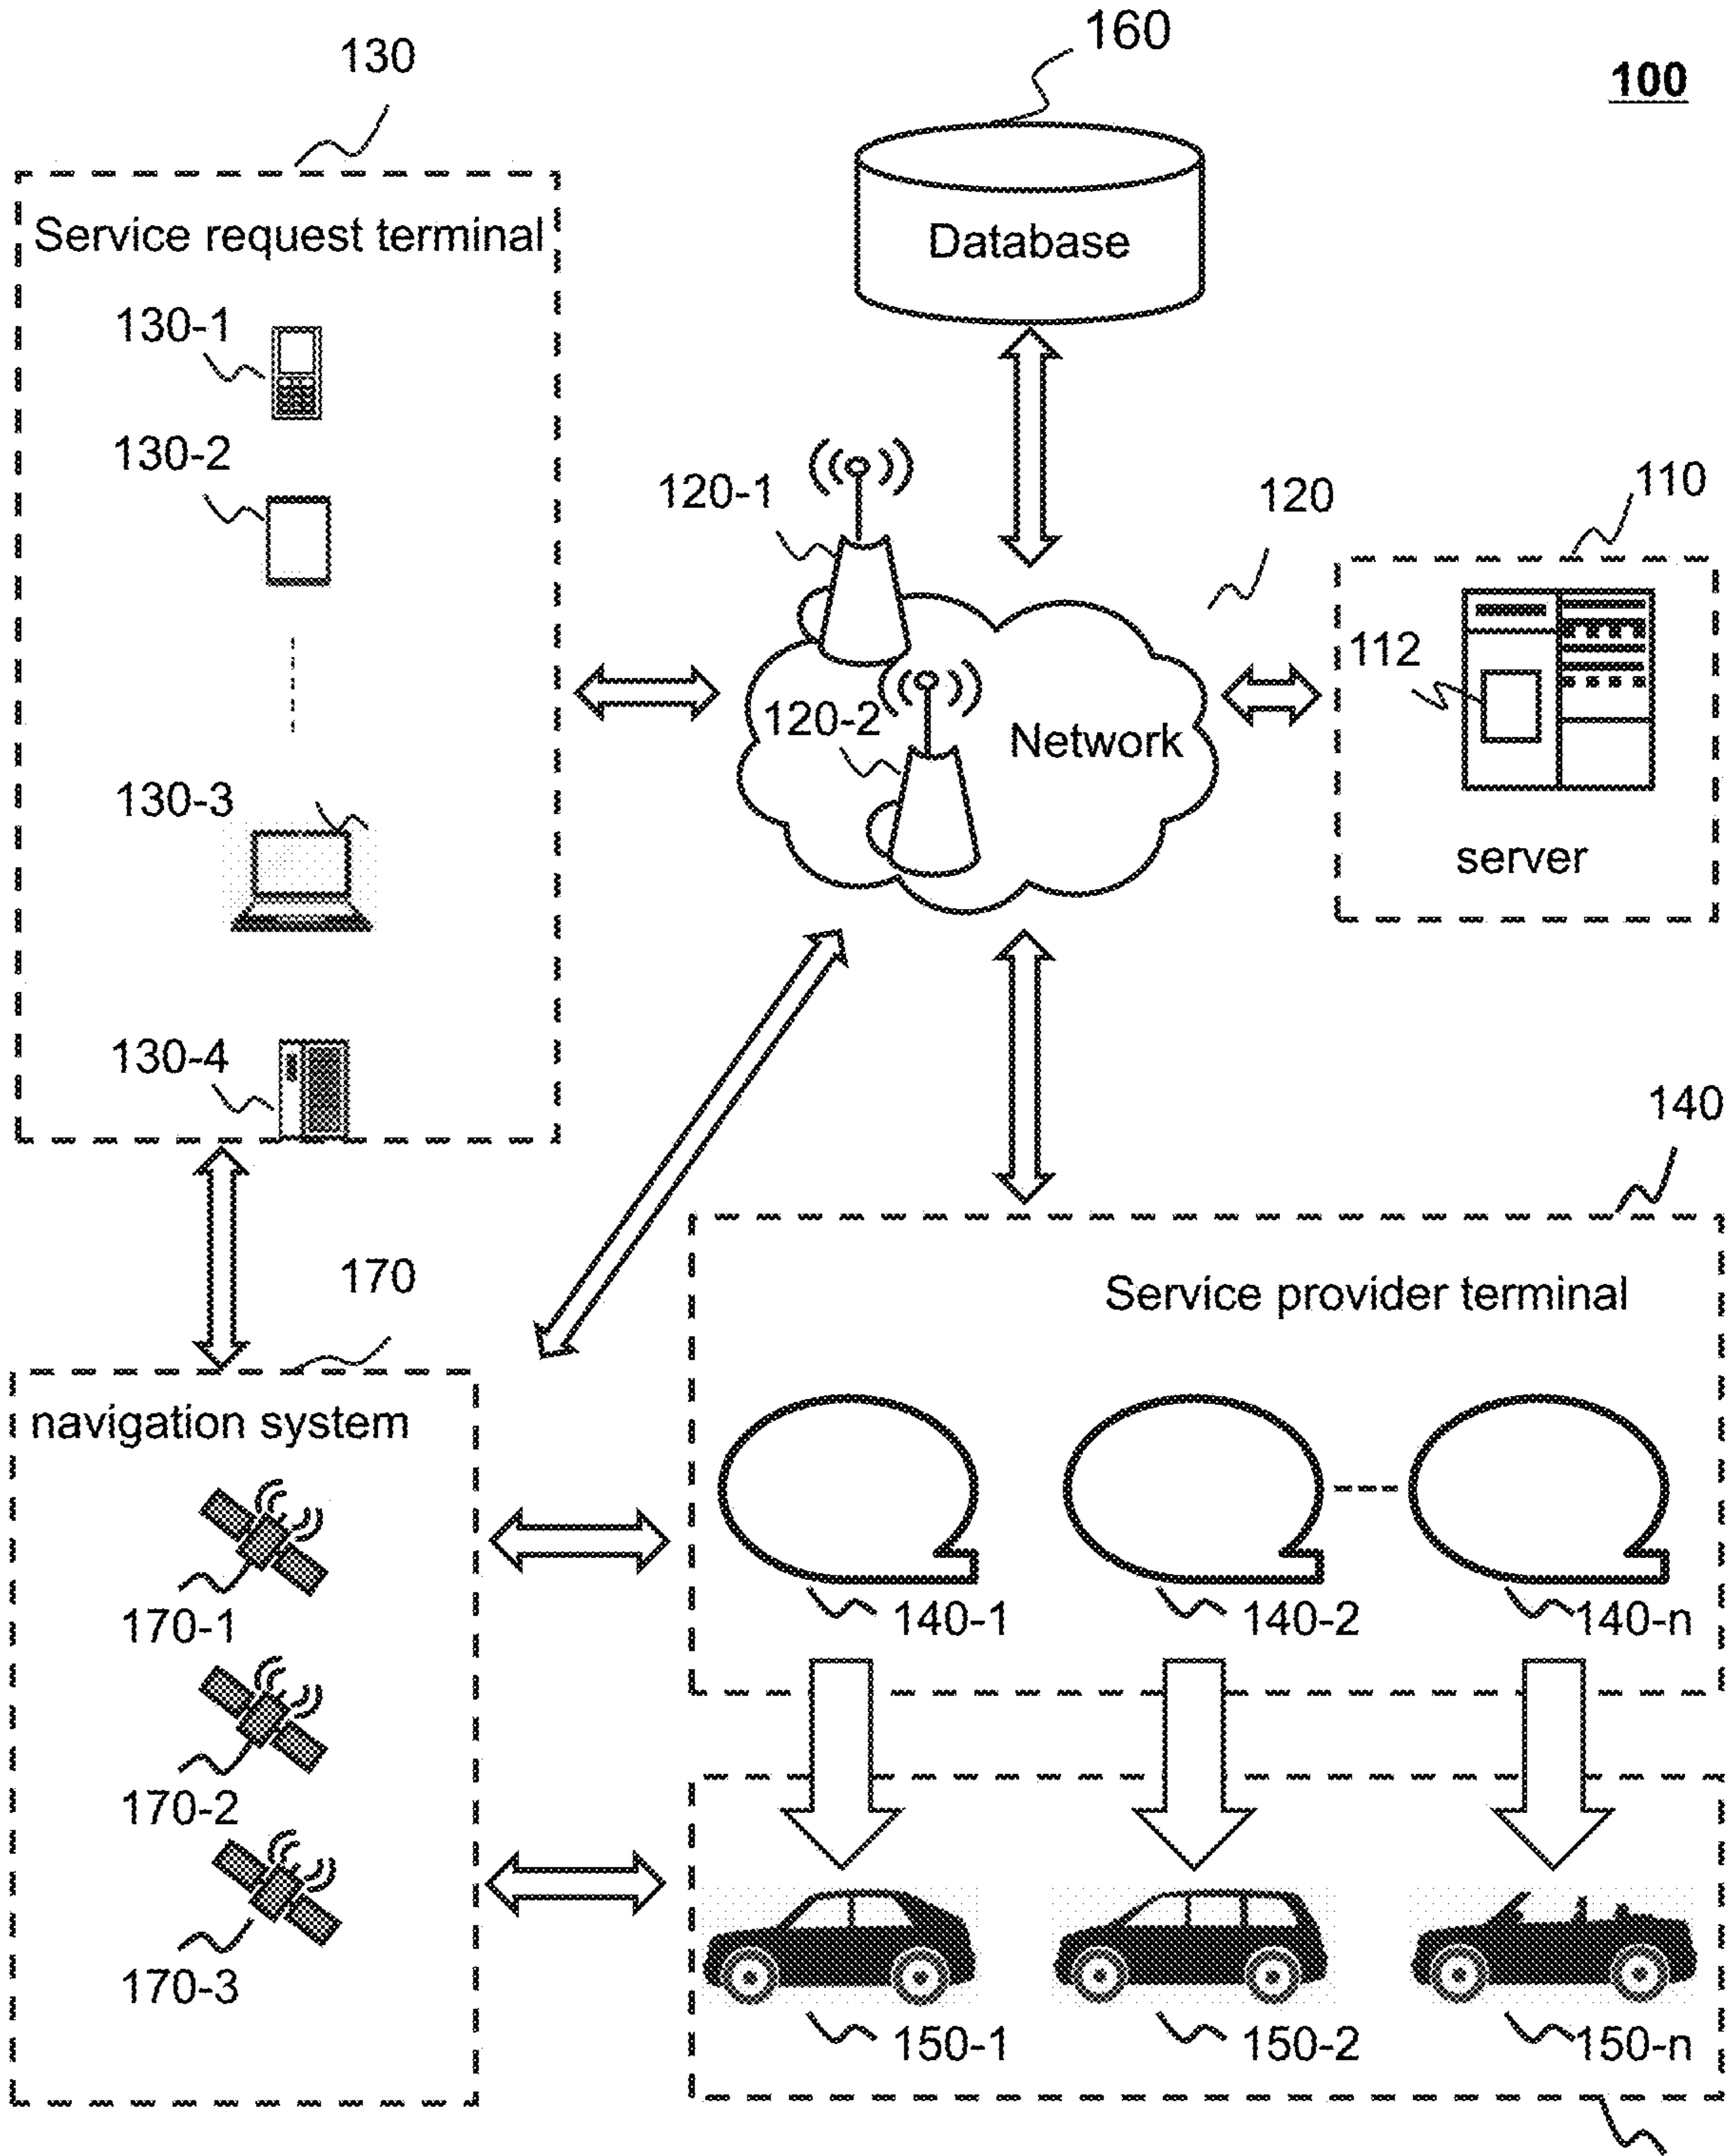 160
130
100
Service request terminal
Database
130-1
130-2
120-1
120
110
112
120-2
Network
130-3
server
130-4
140
170
Service provider terminal
navigation system
170-1
140-1
140-2
140-n
170-2
170-3
150-1
150-2
150-n